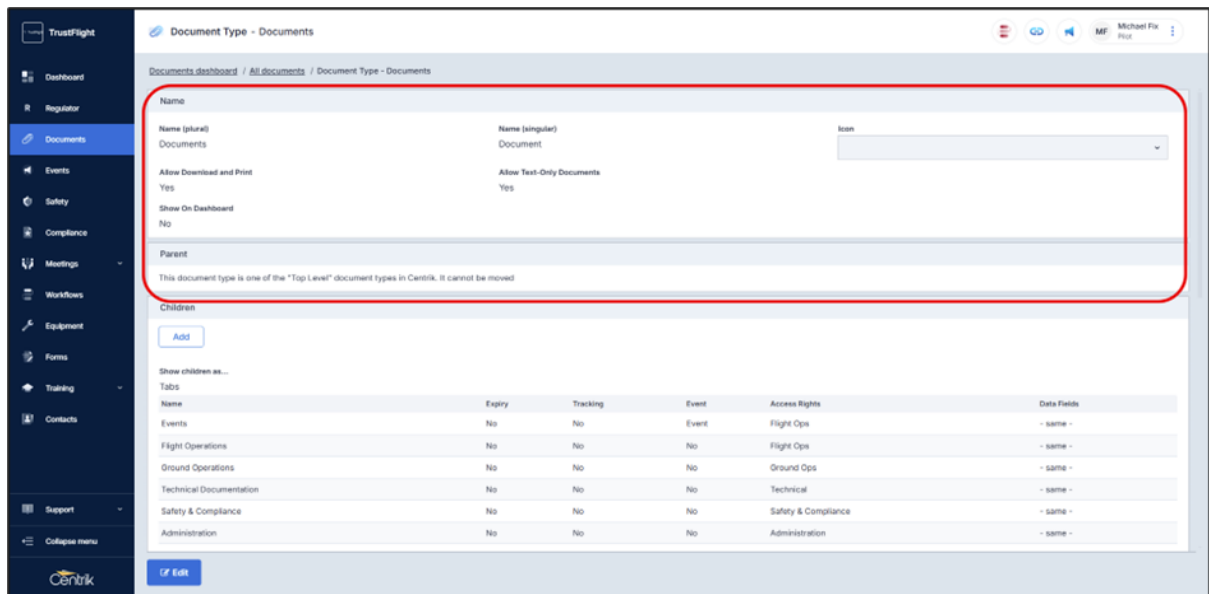 TrustFlight
Document Type - Documents
MF Michael Fix
Pilot
Dashboard
R Regulator
Documents
Events
Safety
Compliance
Meetings
Workflows
Equipment
Forms
Training
Contacts
Support
Collapse menu
Centrik
Documents dashboard / All documents / Document Type - Documents
Name
Name (plural) Name (singular) Icon
Documents Document
Allow Download and Print Allow Text-Only Documents
Yes Yes
Show On Dashboard
No
Parent
This document type is one of the "Top Level" document types in Centrik. It cannot be moved
Children
Add
Show children as...
Tabs
Name Expiry Tracking Event Access Rights Data Fields
Events No No Event Flight Ops - same -
Flight Operations No No No Flight Ops - same -
Ground Operations No No No Ground Ops - same -
Technical Documentation No No No Technical - same -
Safety & Compliance No No No Safety & Compliance - same -
Administration No No No Administration - same -
Edit